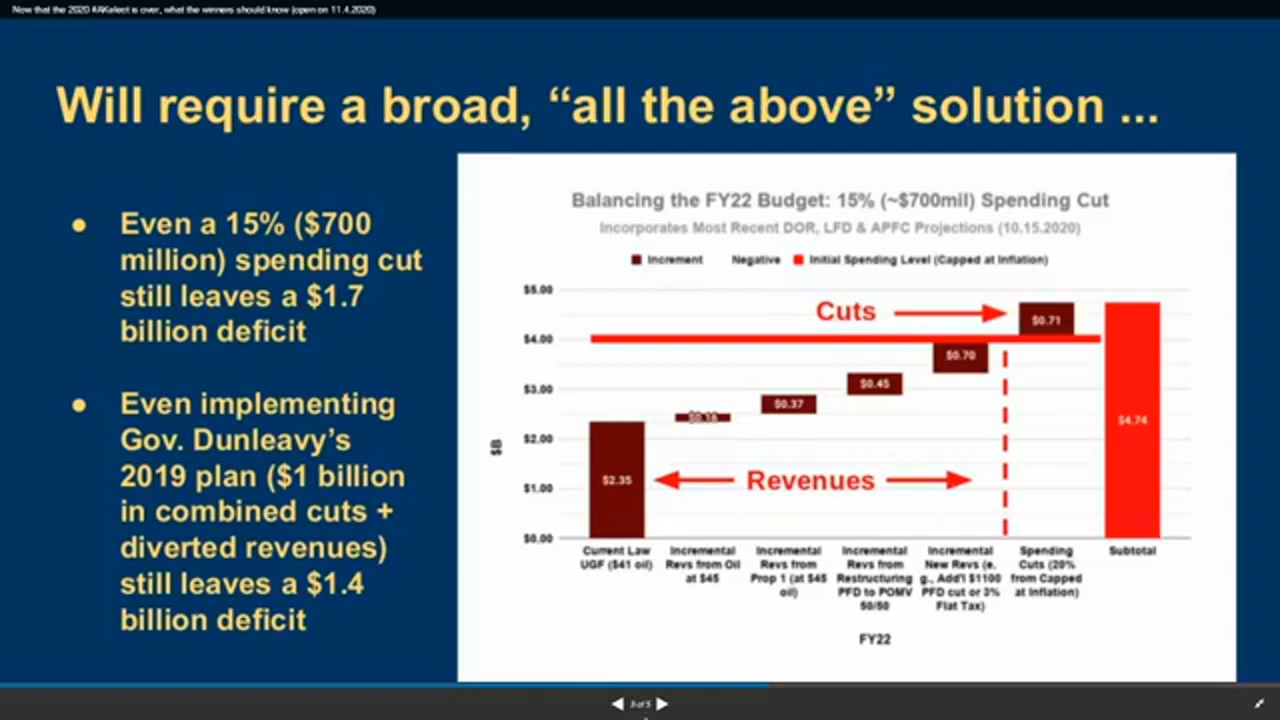 Now that the 2020 #AKelect is over, what the winners should know (open on 11.4.2020)
Will require a broad, “all the above” solution ...
● Even a 15% ($700
million) spending cut
still leaves a $1.7
billion deficit
● Even implementing
Gov. Dunleavy’s
2019 plan ($1 billion
in combined cuts +
diverted revenues)
still leaves a $1.4
billion deficit
Balancing the FY22 Budget: 15% (~$700mil) Spending Cut
Incorporates Most Recent DOR, LFD & APFC Projections (10.15.2020)
Increment Negative Initial Spending Level (Capped at Inflation)
$5.00
$4.00
$3.00
$2.00
$1.00
$0.00
$B
Cuts
Revenues
$2.35
$0.37
$0.45
$0.70
$0.71
$4.74
Current Law
UGF ($41 oil)
Incremental
Revs from Oil
at $45
Incremental
Revs from
Prop 1 (at $45
oil)
Incremental
Revs from
Restructuring
PFD to POMV
50/50
Incremental
New Revs (e.
g., Add'l $1100
PFD cut or 3%
Flat Tax)
Spending
Cuts (20%
from Capped
at Inflation)
Subtotal
FY22
3 of 5